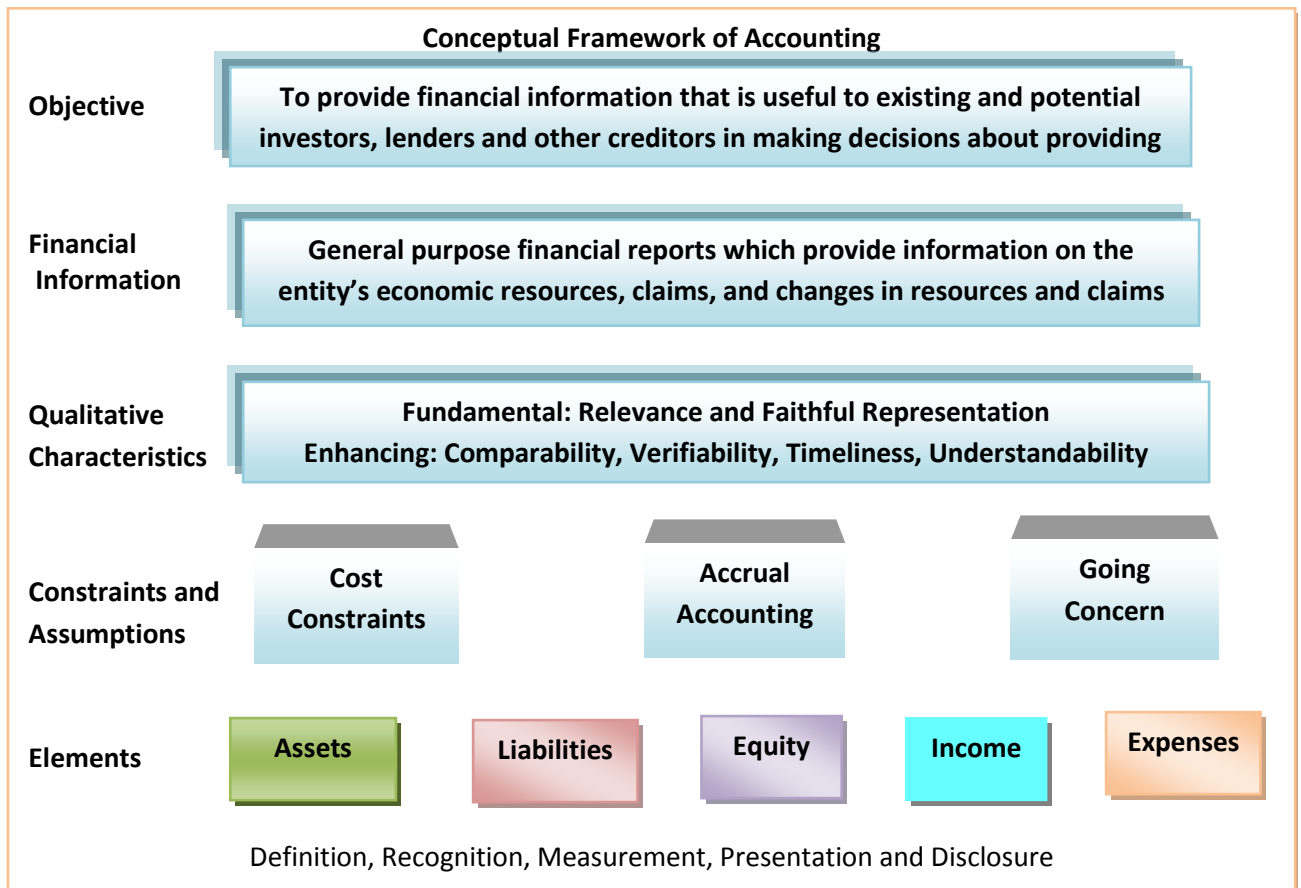 Conceptual Framework of Accounting
Objective
To provide financial information that is useful to existing and potential
investors, lenders and other creditors in making decisions about providing
Financial
Information
General purpose financial reports which provide information on the
entity’s economic resources, claims, and changes in resources and claims
Qualitative
Characteristics
Fundamental: Relevance and Faithful Representation
Enhancing: Comparability, Verifiability, Timeliness, Understandability
Constraints and
Assumptions
Cost
Constraints
Accrual
Accounting
Going
Concern
Elements
Assets
Liabilities
Equity
Income
Expenses
Definition, Recognition, Measurement, Presentation and Disclosure